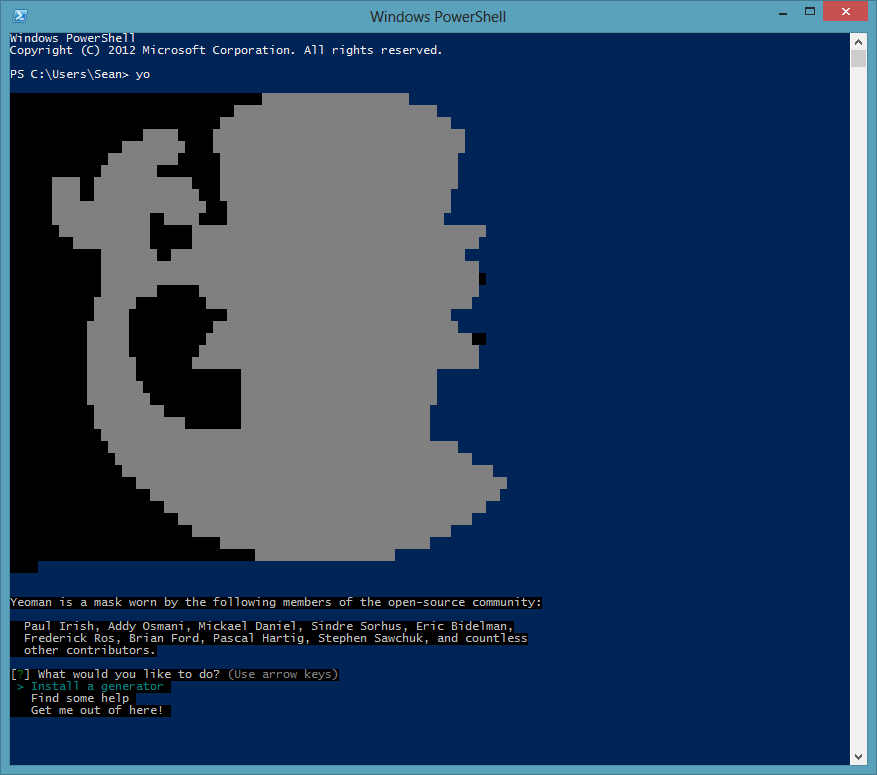 Windows PowerShell
Windows PowerShell
Copyright (C) 2012 Microsoft Corporation. All rights reserved.
PS C:\Users\Sean> yo
Yeoman is a mask worn by the following members of the open-source community:
Paul Irish, Addy Osmani, Mickael Daniel, Sindre Sorhus, Eric Bidelman,
Frederick Ros, Brian Ford, Pascal Hartig, Stephen Sawchuk, and countless
other contributors.
[?] What would you like to do? (Use arrow keys)
> Install a generator
Find some help
Get me out of here!